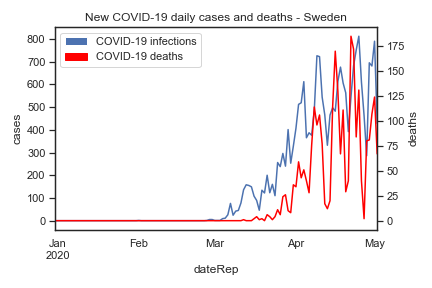 New COVID-19 daily cases and deaths - Sweden
COVID-19 infections
COVID-19 deaths
cases
800
700
600
500
400
300
200
100
0
deaths
175
150
125
100
75
50
25
0
Jan Feb Mar Apr May
2020
dateRep